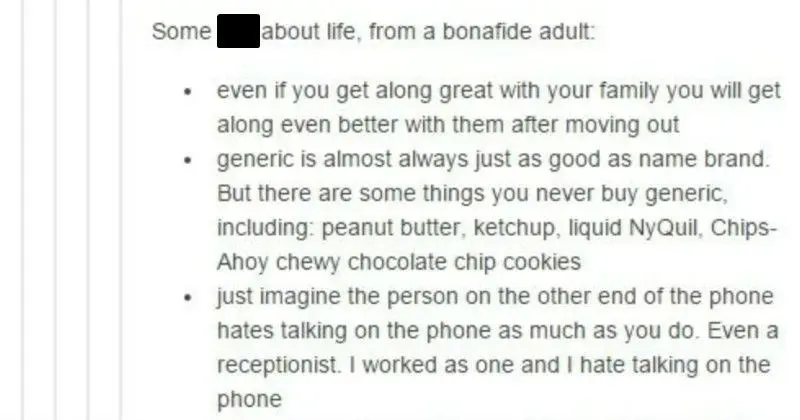 Some about life, from a bonafide adult:
• even if you get along great with your family you will get
along even better with them after moving out
• generic is almost always just as good as name brand.
But there are some things you never buy generic,
including: peanut butter, ketchup, liquid NyQuil, Chips-
Ahoy chewy chocolate chip cookies
• just imagine the person on the other end of the phone
hates talking on the phone as much as you do. Even a
receptionist. I worked as one and I hate talking on the
phone